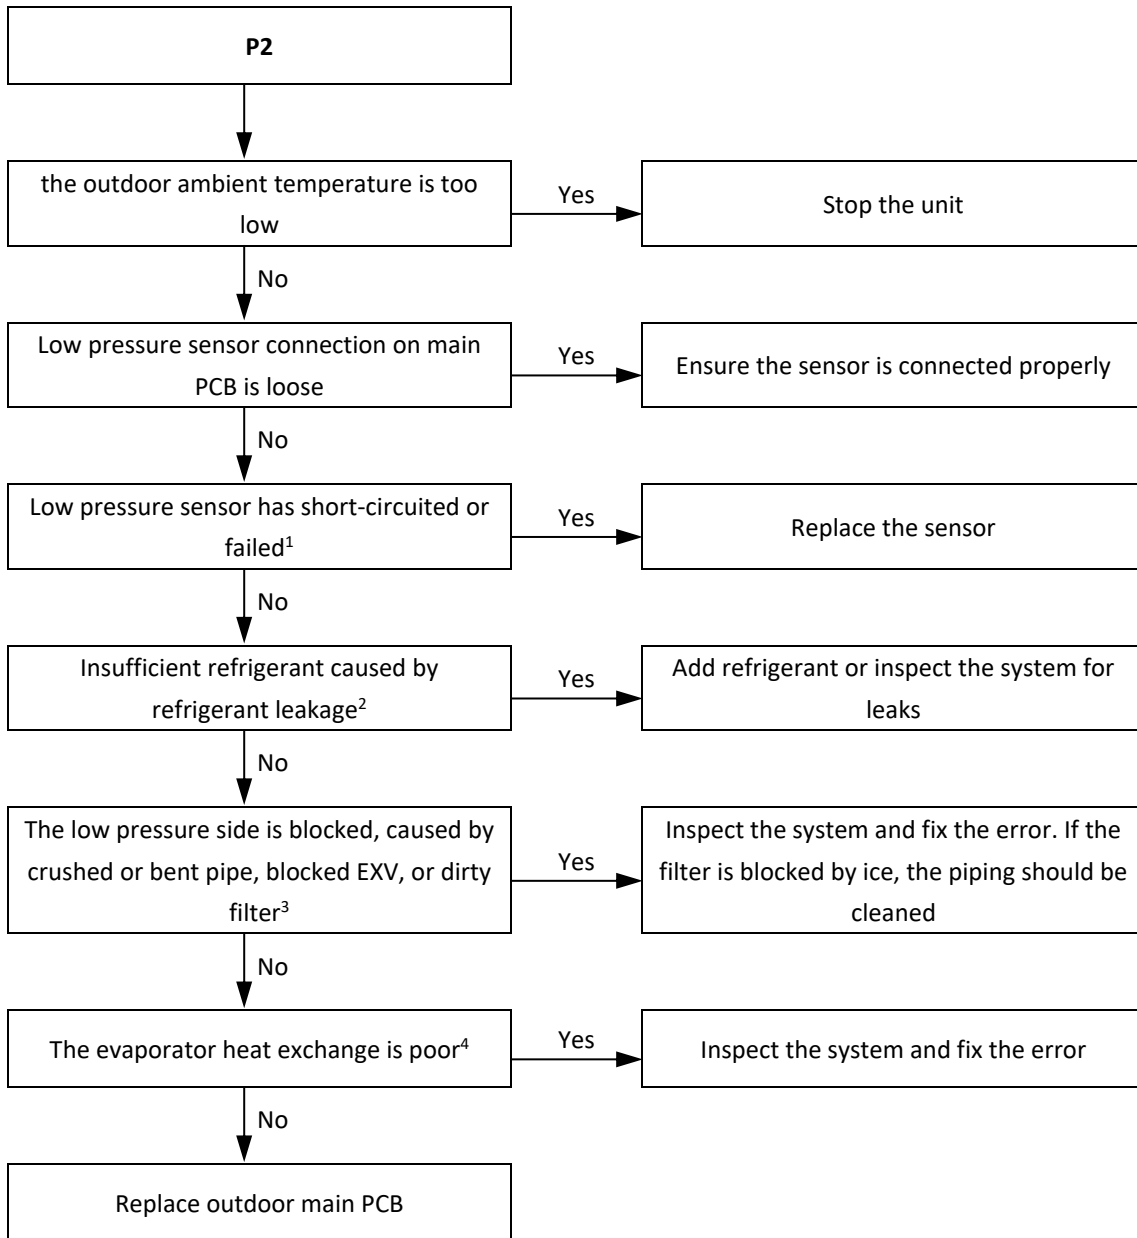 P2
the outdoor ambient temperature is too
low
Yes
Stop the unit
No
Low pressure sensor connection on main
PCB is loose
Yes
Ensure the sensor is connected properly
No
Low pressure sensor has short-circuited or
failed1
Yes
Replace the sensor
No
Insufficient refrigerant caused by
refrigerant leakage2
Yes
Add refrigerant or inspect the system for
leaks
No
The low pressure side is blocked, caused by
crushed or bent pipe, blocked EXV, or dirty
filter3
Yes
Inspect the system and fix the error. If the
filter is blocked by ice, the piping should be
cleaned
No
The evaporator heat exchange is poor4
Yes
Inspect the system and fix the error
No
Replace outdoor main PCB